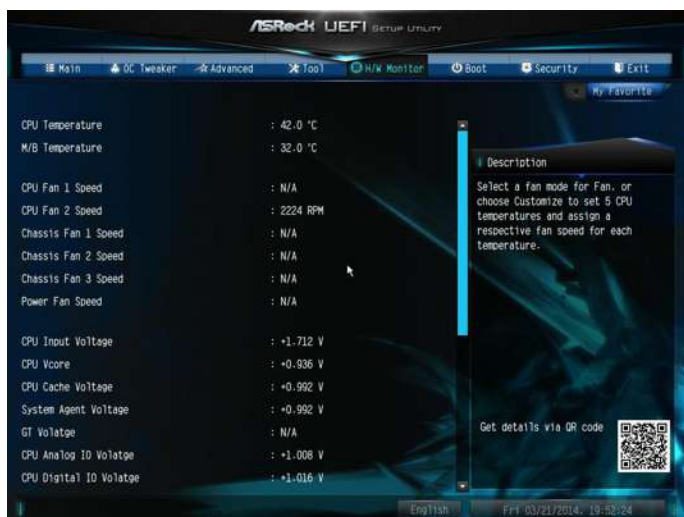 ASRock UEFI SETUP UTILITY
Main OC Tweaker Advanced Tool H/W Monitor Boot Security Exit
My Favorite
CPU Temperature : 42.0 °C
M/B Temperature : 32.0 °C
CPU Fan 1 Speed : N/A
CPU Fan 2 Speed : 2224 RPM
Chassis Fan 1 Speed : N/A
Chassis Fan 2 Speed : N/A
Chassis Fan 3 Speed : N/A
Power Fan Speed : N/A
CPU Input Voltage : +1.712 V
CPU Vcore : +0.936 V
CPU Cache Voltage : +0.992 V
System Agent Voltage : +0.992 V
GT Volatge : N/A
CPU Analog IO Volatge : +1.008 V
CPU Digital IO Volatge : +1.016 V
Description
Select a fan mode for Fan. or
choose Customize to set 5 CPU
temperatures and assign a
respective fan speed for each
temperature.
Get details via QR code
English Fri 03/21/2014. 19:52:24